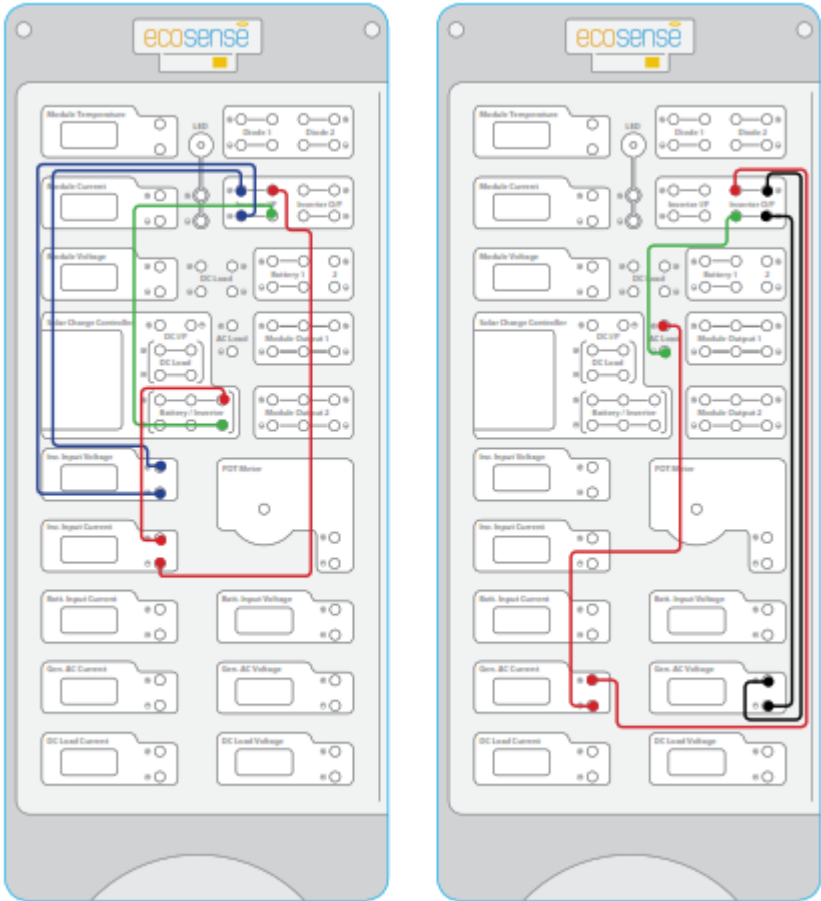 ecosense
Module Temperature
LED
Diode 1
Diode 2
Module Current
Inverter O/P
Module Voltage
DC Load
Battery 1
2
Solar Charge Controller
DC I/P
AC Load
Module Output 1
DC Load
Battery / Inverter
Module Output 2
Inv. Input Voltage
POT Meter
Inv. Input Current
Batt. Input Current
Batt. Input Voltage
Gen. AC Current
Gen. AC Voltage
DC Load Current
DC Load Voltage
ecosense
Module Temperature
LED
Diode 1
Diode 2
Module Current
Inverter I/P
Inverter O/P
Module Voltage
DC Load
Battery 1
2
Solar Charge Controller
DC I/P
AC Load
Module Output 1
DC Load
Battery / Inverter
Module Output 2
Inv. Input Voltage
POT Meter
Inv. Input Current
Batt. Input Current
Batt. Input Voltage
Gen. AC Current
Gen. AC Voltage
DC Load Current
DC Load Voltage